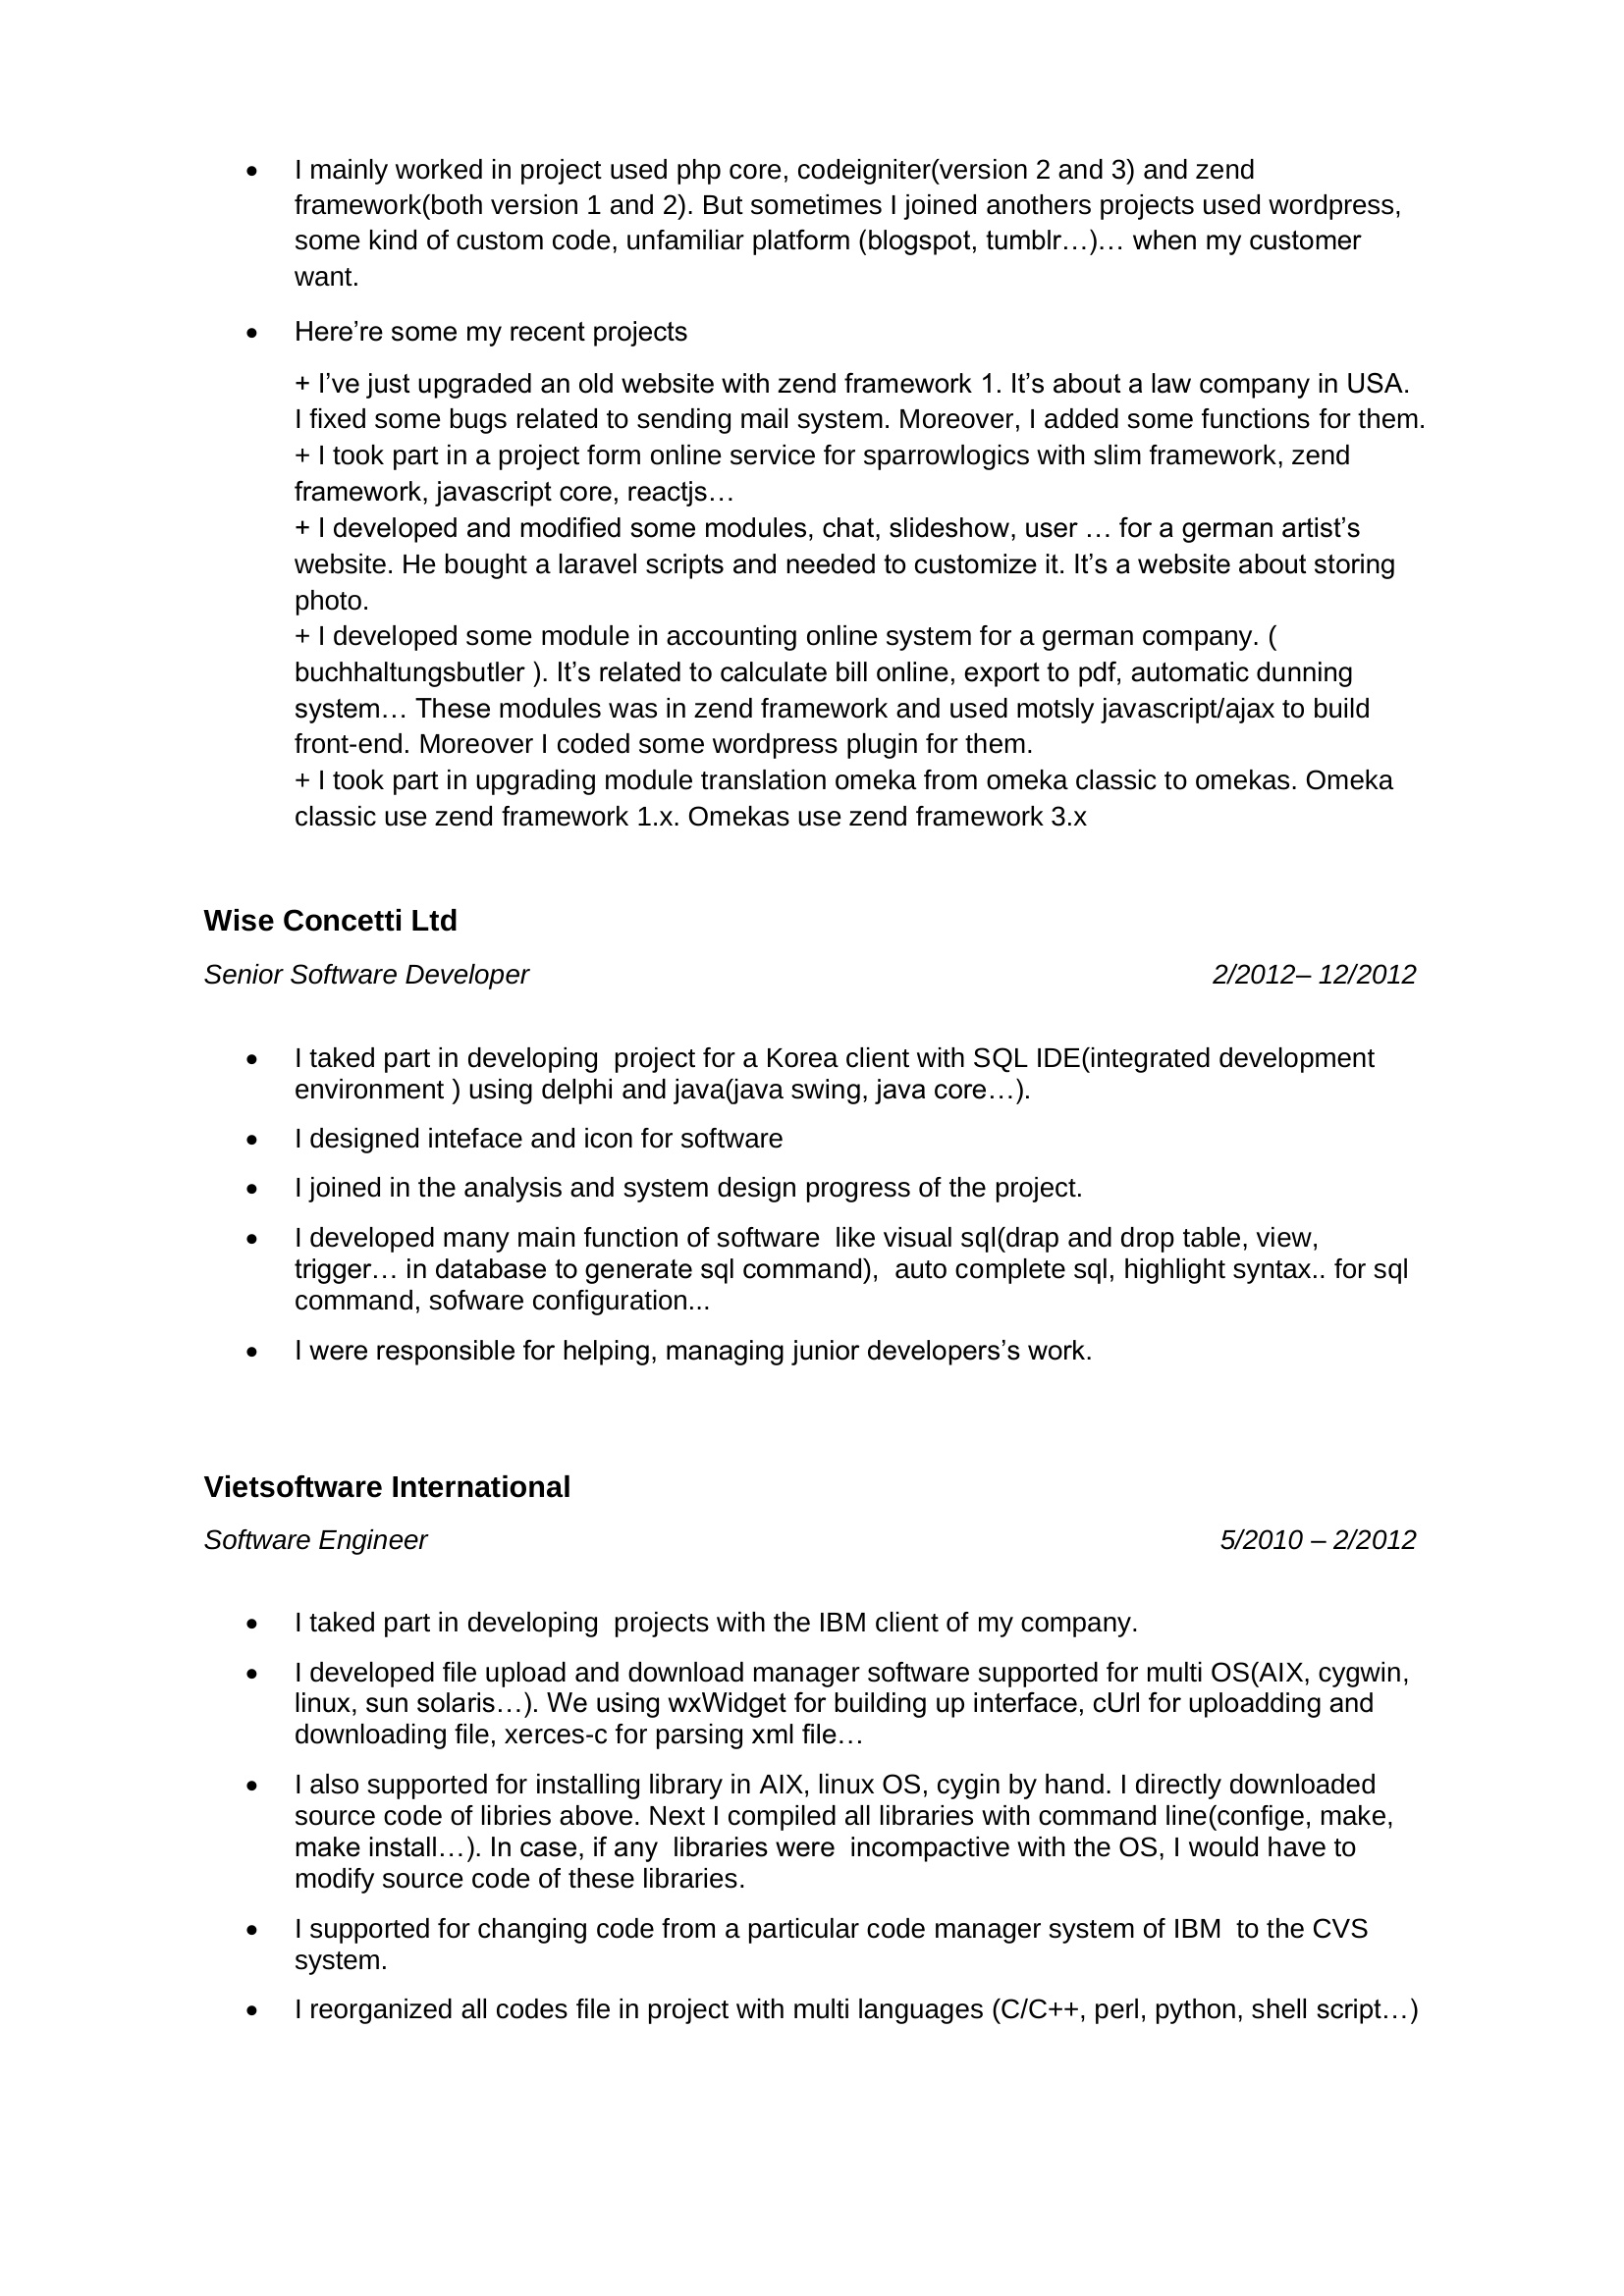 • I mainly worked in project used php core, codeigniter(version 2 and 3) and zend
framework(both version 1 and 2). But sometimes I joined anothers projects used wordpress,
some kind of custom code, unfamiliar platform (blogspot, tumblr…)… when my customer
want.
• Here’re some my recent projects
+ I’ve just upgraded an old website with zend framework 1. It’s about a law company in USA.
I fixed some bugs related to sending mail system. Moreover, I added some functions for them.
+ I took part in a project form online service for sparrowlogics with slim framework, zend
framework, javascript core, reactjs…
+ I developed and modified some modules, chat, slideshow, user … for a german artist’s
website. He bought a laravel scripts and needed to customize it. It’s a website about storing
photo.
+ I developed some module in accounting online system for a german company. (
buchhaltungsbutler ). It’s related to calculate bill online, export to pdf, automatic dunning
system… These modules was in zend framework and used motsly javascript/ajax to build
front-end. Moreover I coded some wordpress plugin for them.
+ I took part in upgrading module translation omeka from omeka classic to omekas. Omeka
classic use zend framework 1.x. Omekas use zend framework 3.x
Wise Concetti Ltd
Senior Software Developer 2/2012– 12/2012
• I taked part in developing  project for a Korea client with SQL IDE(integrated development
environment ) using delphi and java(java swing, java core…).
• I designed inteface and icon for software
• I joined in the analysis and system design progress of the project.
• I developed many main function of software  like visual sql(drap and drop table, view,
trigger… in database to generate sql command),  auto complete sql, highlight syntax.. for sql
command, sofware configuration...
• I were responsible for helping, managing junior developers’s work.
Vietsoftware International
Software Engineer 5/2010 – 2/2012
• I taked part in developing  projects with the IBM client of my company.
• I developed file upload and download manager software supported for multi OS(AIX, cygwin,
linux, sun solaris…). We using wxWidget for building up interface, cUrl for uploadding and
downloading file, xerces-c for parsing xml file…
• I also supported for installing library in AIX, linux OS, cygin by hand. I directly downloaded
source code of libries above. Next I compiled all libraries with command line(confige, make,
make install…). In case, if any  libraries were  incompactive with the OS, I would have to
modify source code of these libraries.
• I supported for changing code from a particular code manager system of IBM  to the CVS
system.
• I reorganized all codes file in project with multi languages (C/C++, perl, python, shell script…)